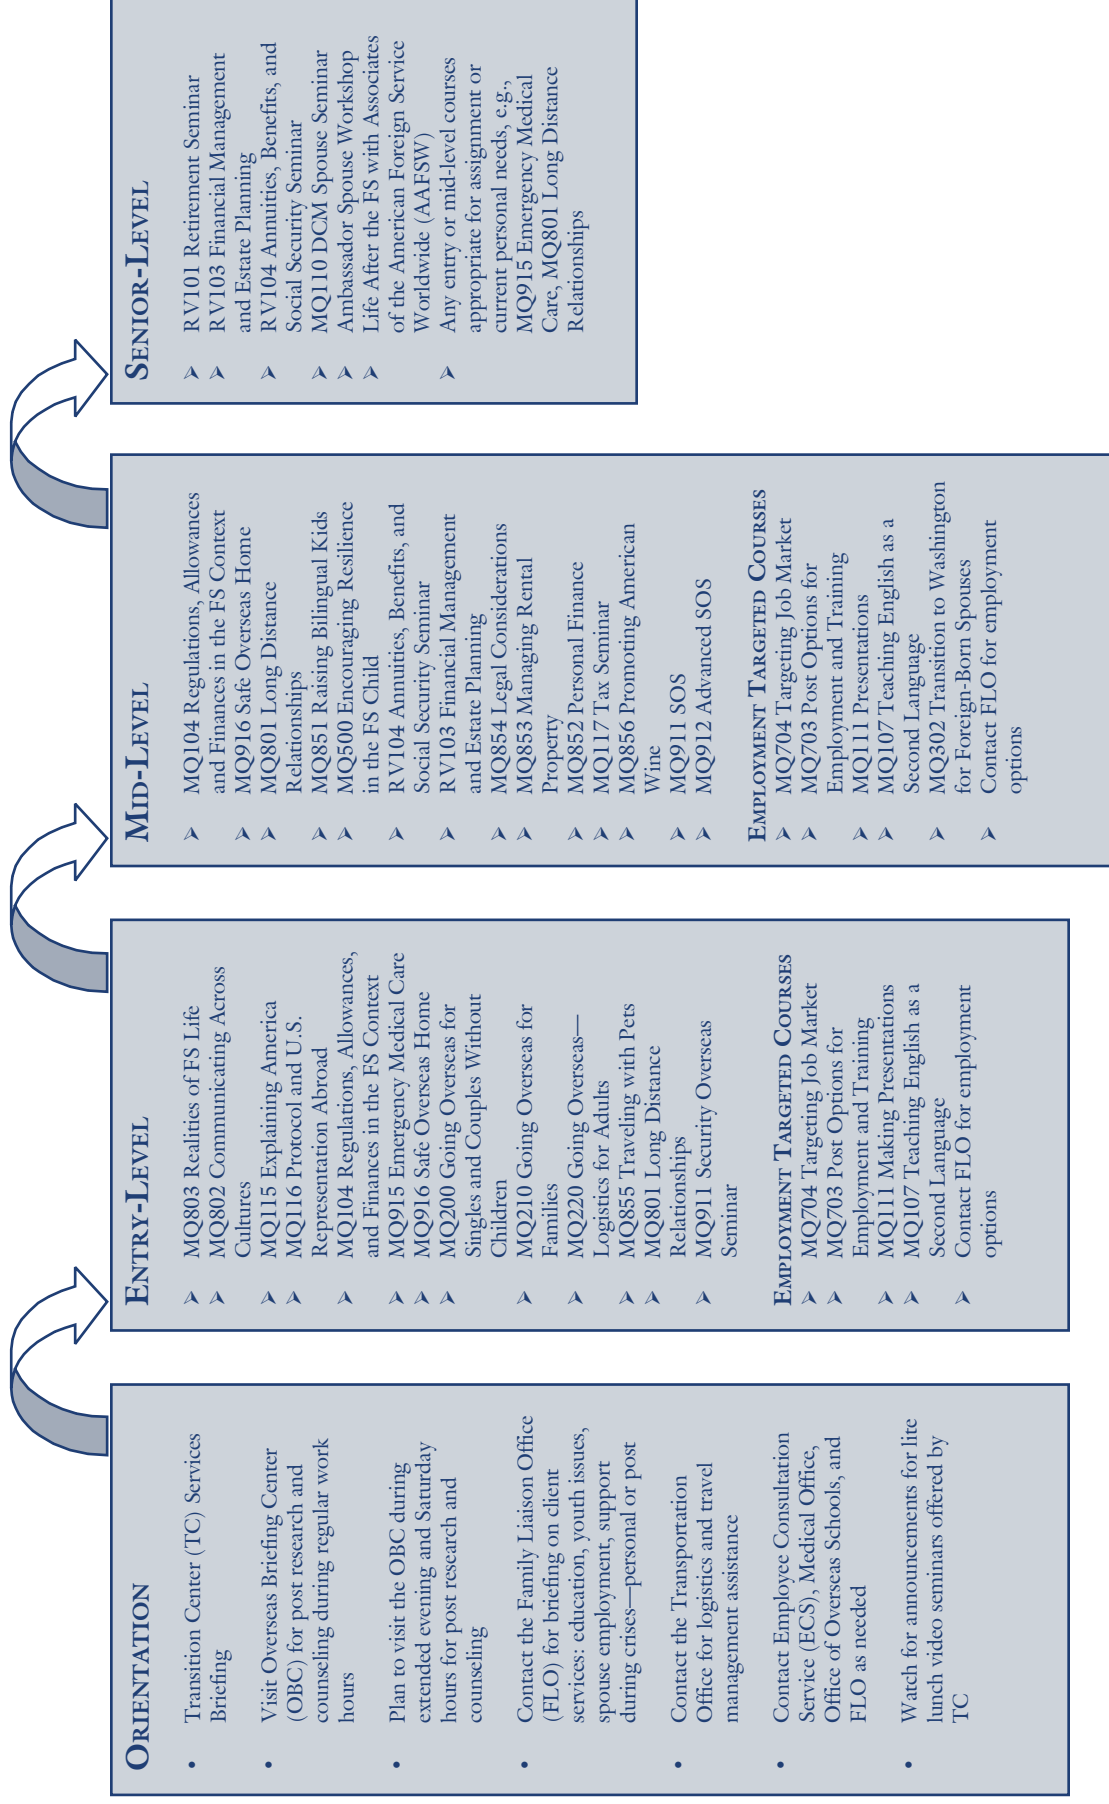 ORIENTATION
• Transition Center (TC) Services
Briefing
• Visit Overseas Briefing Center
(OBC) for post research and
counseling during regular work
hours
• Plan to visit the OBC during
extended evening and Saturday
hours for post research and
counseling
• Contact the Family Liaison Office
(FLO) for briefing on client
services: education, youth issues,
spouse employment, support
during crises—personal or post
• Contact the Transportation
Office for logistics and travel
management assistance
• Contact Employee Consultation
Service (ECS), Medical Office,
Office of Overseas Schools, and
FLO as needed
• Watch for announcements for lite
lunch video seminars offered by
TC
ENTRY-LEVEL
➢ MQ803 Realities of FS Life
➢ MQ802 Communicating Across
Cultures
➢ MQ115 Explaining America
➢ MQ116 Protocol and U.S.
Representation Abroad
➢ MQ104 Regulations, Allowances,
and Finances in the FS Context
➢ MQ915 Emergency Medical Care
➢ MQ916 Safe Overseas Home
➢ MQ200 Going Overseas for
Singles and Couples Without
Children
➢ MQ210 Going Overseas for
Families
➢ MQ220 Going Overseas—
Logistics for Adults
➢ MQ855 Traveling with Pets
➢ MQ801 Long Distance
Relationships
➢ MQ911 Security Overseas
Seminar
EMPLOYMENT TARGETED COURSES
➢ MQ704 Targeting Job Market
➢ MQ703 Post Options for
Employment and Training
➢ MQ111 Making Presentations
➢ MQ107 Teaching English as a
Second Language
➢ Contact FLO for employment
options
MID-LEVEL
➢ MQ104 Regulations, Allowances
and Finances in the FS Context
➢ MQ916 Safe Overseas Home
➢ MQ801 Long Distance
Relationships
➢ MQ851 Raising Bilingual Kids
➢ MQ500 Encouraging Resilience
in the FS Child
➢ RV104 Annuities, Benefits, and
Social Security Seminar
➢ RV103 Financial Management
and Estate Planning
➢ MQ854 Legal Considerations
➢ MQ853 Managing Rental
Property
➢ MQ852 Personal Finance
➢ MQ117 Tax Seminar
➢ MQ856 Promoting American
Wine
➢ MQ911 SOS
➢ MQ912 Advanced SOS
EMPLOYMENT TARGETED COURSES
➢ MQ704 Targeting Job Market
➢ MQ703 Post Options for
Employment and Training
➢ MQ111 Presentations
➢ MQ107 Teaching English as a
Second Language
➢ MQ302 Transition to Washington
for Foreign-Born Spouses
➢ Contact FLO for employment
options
SENIOR-LEVEL
➢ RV101 Retirement Seminar
➢ RV103 Financial Management
and Estate Planning
➢ RV104 Annuities, Benefits, and
Social Security Seminar
➢ MQ110 DCM Spouse Seminar
➢ Ambassador Spouse Workshop
➢ Life After the FS with Associates
of the American Foreign Service
Worldwide (AAFSW)
➢ Any entry or mid-level courses
appropriate for assignment or
current personal needs, e.g.,
MQ915 Emergency Medical
Care, MQ801 Long Distance
Relationships